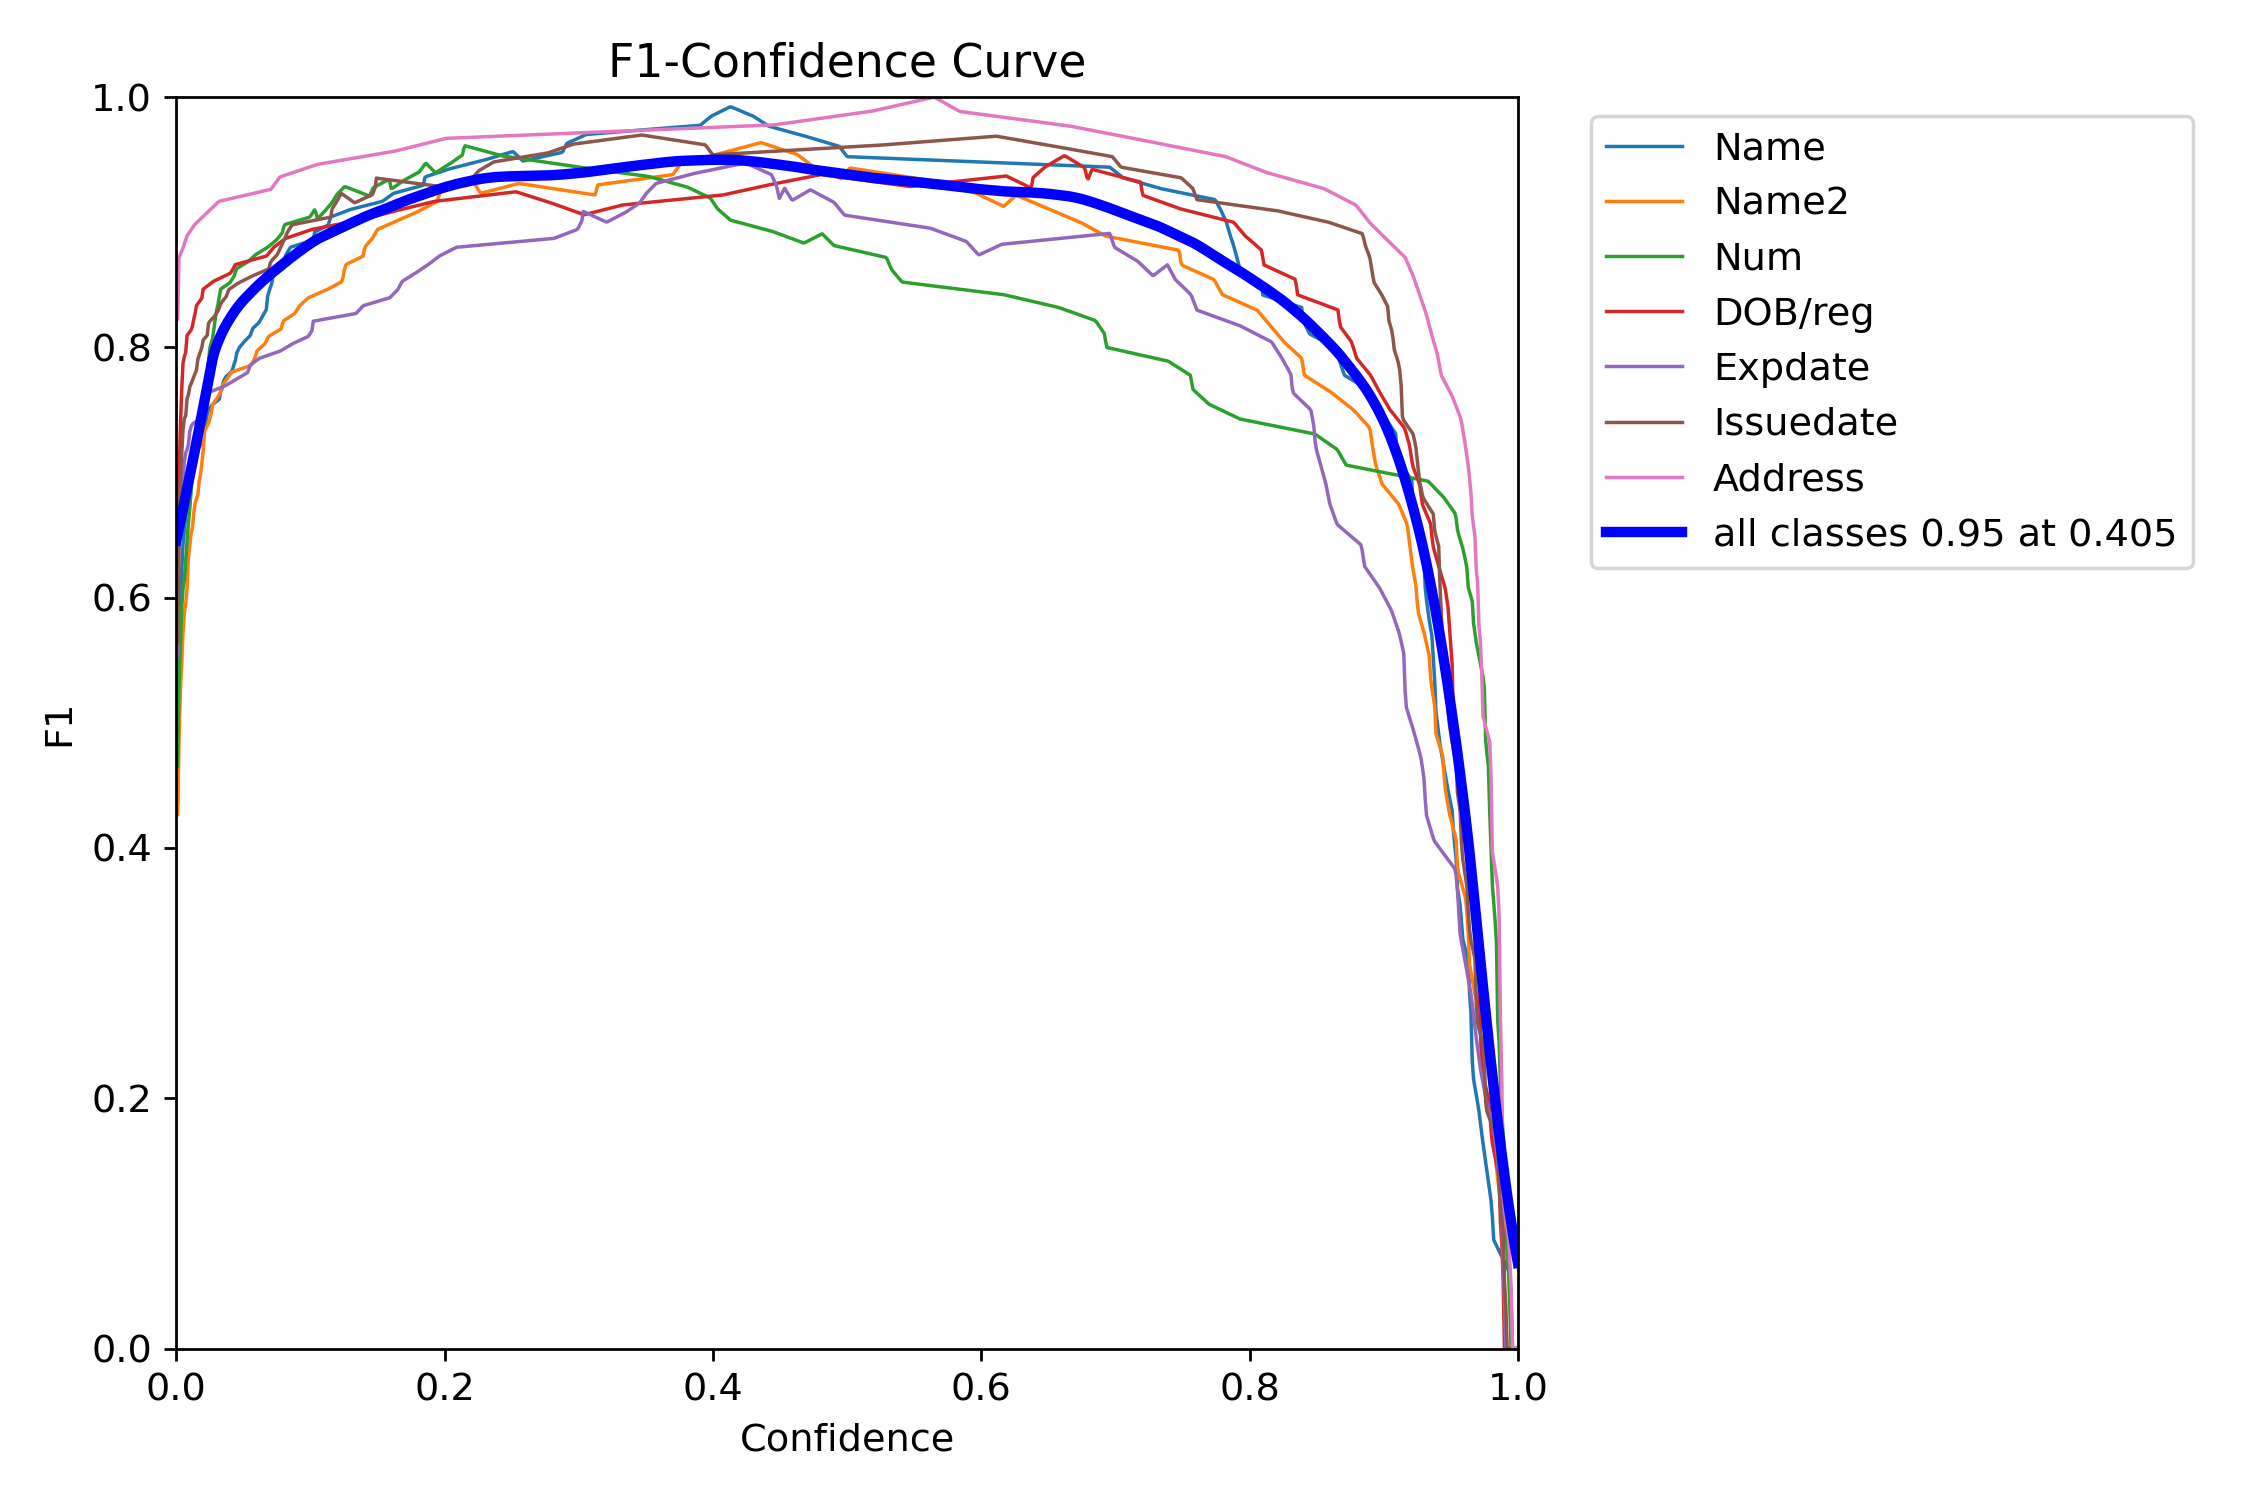 F1-Confidence Curve
1.0
0.8
0.6
0.4
0.2
0.0
F1
0.0 0.2 0.4 0.6 0.8 1.0
Confidence
Name
Name2
Num
DOB/reg
Expdate
Issuedate
Address
all classes 0.95 at 0.405